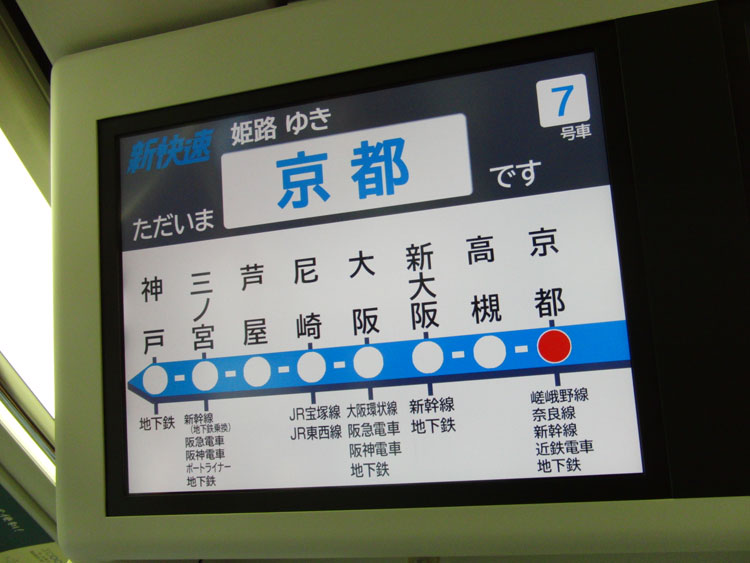 新快速 姫路 ゆき
7
号車
ただいま 京都 です
神戸
三ノ宮
芦屋
尼崎
大阪
新大阪
高槻
京都
地下鉄
新幹線
(地下鉄乗換)
阪急電車
阪神電車
ポートライナー
地下鉄
JR宝塚線
JR東西線
大阪環状線
阪急電車
阪神電車
地下鉄
新幹線
地下鉄
嵯峨野線
奈良線
新幹線
近鉄電車
地下鉄